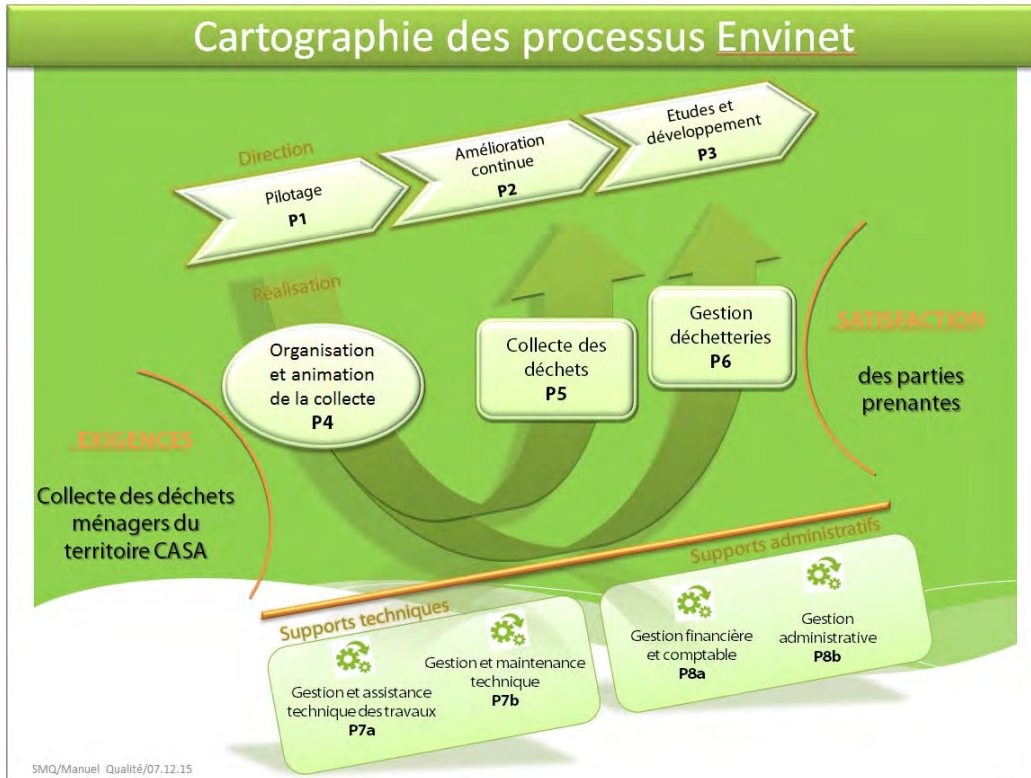 Cartographie des processus Envinet
Direction
Pilotage
P1
Amélioration
continue
P2
Etudes et
développement
P3
Réalisation
Organisation
et animation
de la collecte
P4
Collecte des
déchets
P5
Gestion
déchetteries
P6
EXIGENCES
Collecte des déchets
ménagers du
territoire CASA
SATISFACTION
des parties
prenantes
Supports techniques
Gestion et assistance
technique des travaux
P7a
Gestion et maintenance
technique
P7b
Supports administratifs
Gestion financière
et comptable
P8a
Gestion
administrative
P8b
SMQ/Manuel Qualité/07.12.15